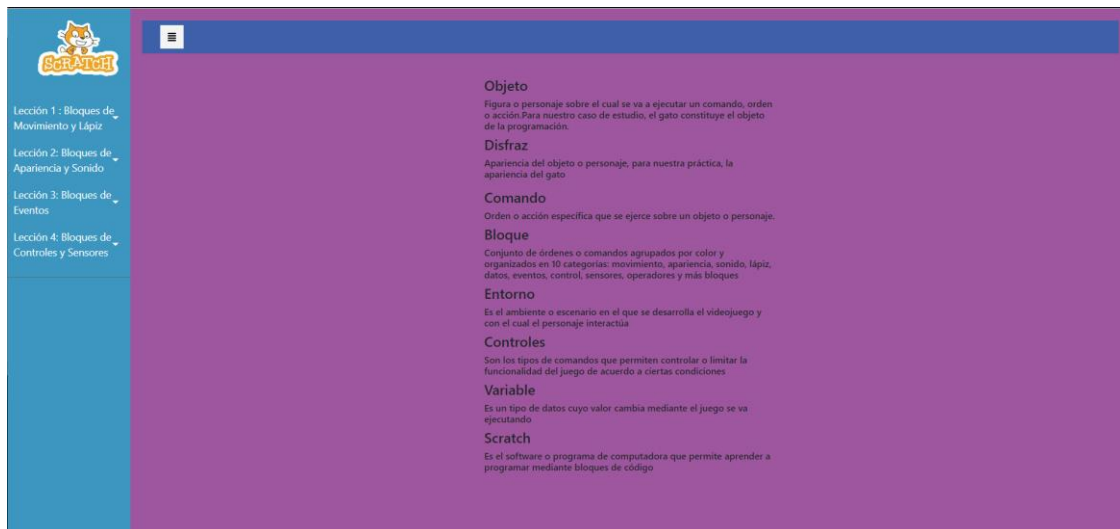 SCRATCH
Lección 1 : Bloques de
Movimiento y Lápiz
Lección 2: Bloques de
Apariencia y Sonido
Lección 3: Bloques de
Eventos
Lección 4: Bloques de
Controles y Sensores
Objeto
Figura o personaje sobre el cual se va a ejecutar un comando, orden
o acción.Para nuestro caso de estudio, el gato constituye el objeto
de la programación.
Disfraz
Apariencia del objeto o personaje, para nuestra práctica, la
apariencia del gato
Comando
Orden o acción específica que se ejerce sobre un objeto o personaje.
Bloque
Conjunto de órdenes o comandos agrupados por color y
organizados en 10 categorías: movimiento, apariencia, sonido, lápiz,
datos, eventos, control, sensores, operadores y más bloques
Entorno
Es el ambiente o escenario en el que se desarrolla el videojuego y
con el cual el personaje interactúa
Controles
Son los tipos de comandos que permiten controlar o limitar la
funcionalidad del juego de acuerdo a ciertas condiciones
Variable
Es un tipo de datos cuyo valor cambia mediante el juego se va
ejecutando
Scratch
Es el software o programa de computadora que permite aprender a
programar mediante bloques de código